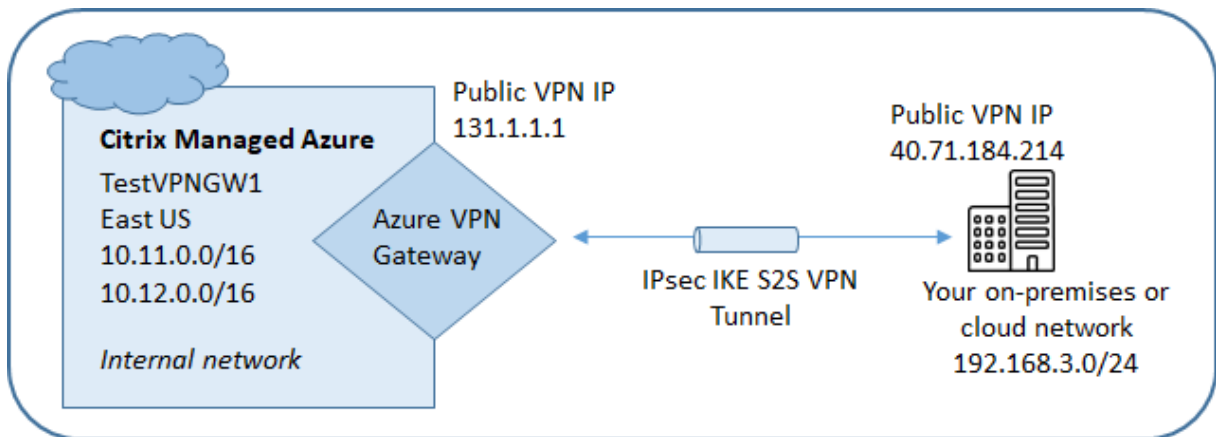 Citrix Managed Azure
TestVPNGW1
East US
10.11.0.0/16
10.12.0.0/16
Internal network
Public VPN IP
131.1.1.1
Azure VPN
Gateway
IPsec IKE S2S VPN
Tunnel
Public VPN IP
40.71.184.214
Your on-premises or
cloud network
192.168.3.0/24